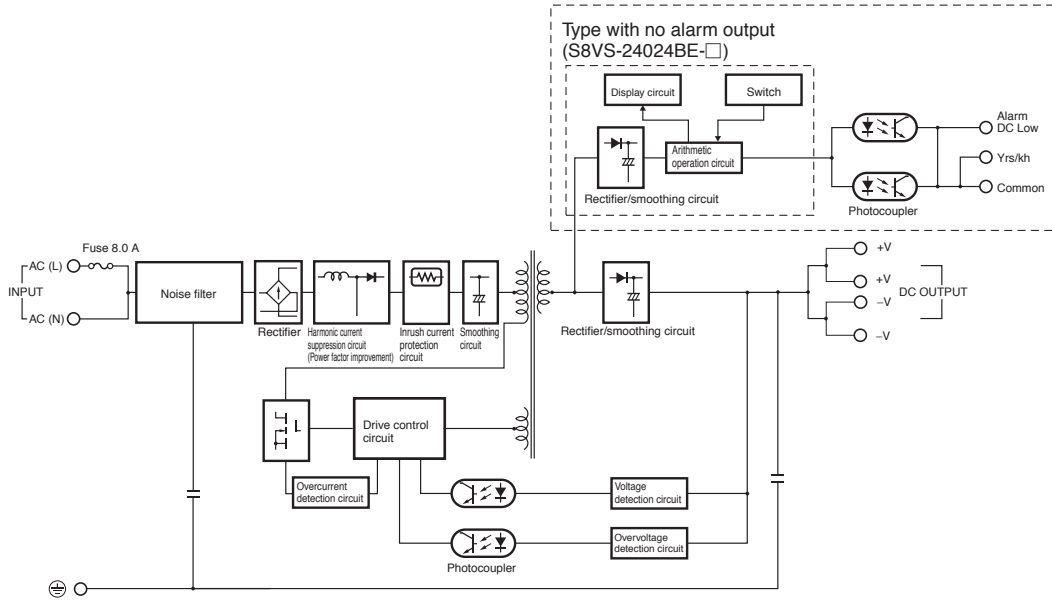 Type with no alarm output
(S8VS-24024BE-□)
Display circuit
Switch
Arithmetic
operation circuit
Rectifier/smoothing circuit
Photocoupler
Alarm
DC Low
Yrs/kh
Common
Fuse 8.0 A
AC (L)
INPUT
AC (N)
Noise filter
Rectifier
Harmonic current
suppression circuit
(Power factor improvement)
Inrush current
protection
circuit
Smoothing
circuit
Rectifier/smoothing circuit
+V
+V
DC OUTPUT
−V
−V
Drive control
circuit
Overcurrent
detection circuit
Voltage
detection circuit
Overvoltage
detection circuit
Photocoupler